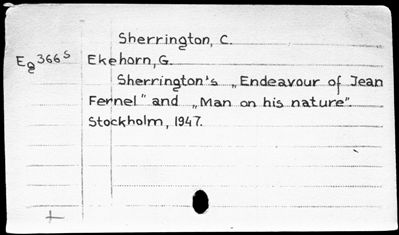 Sherrington, C.
Eg 366 S Ekehorn, G.
Sherrington's „Endeavour of Jean
Fernel" and „Man on his nature".
Stockholm, 1947.